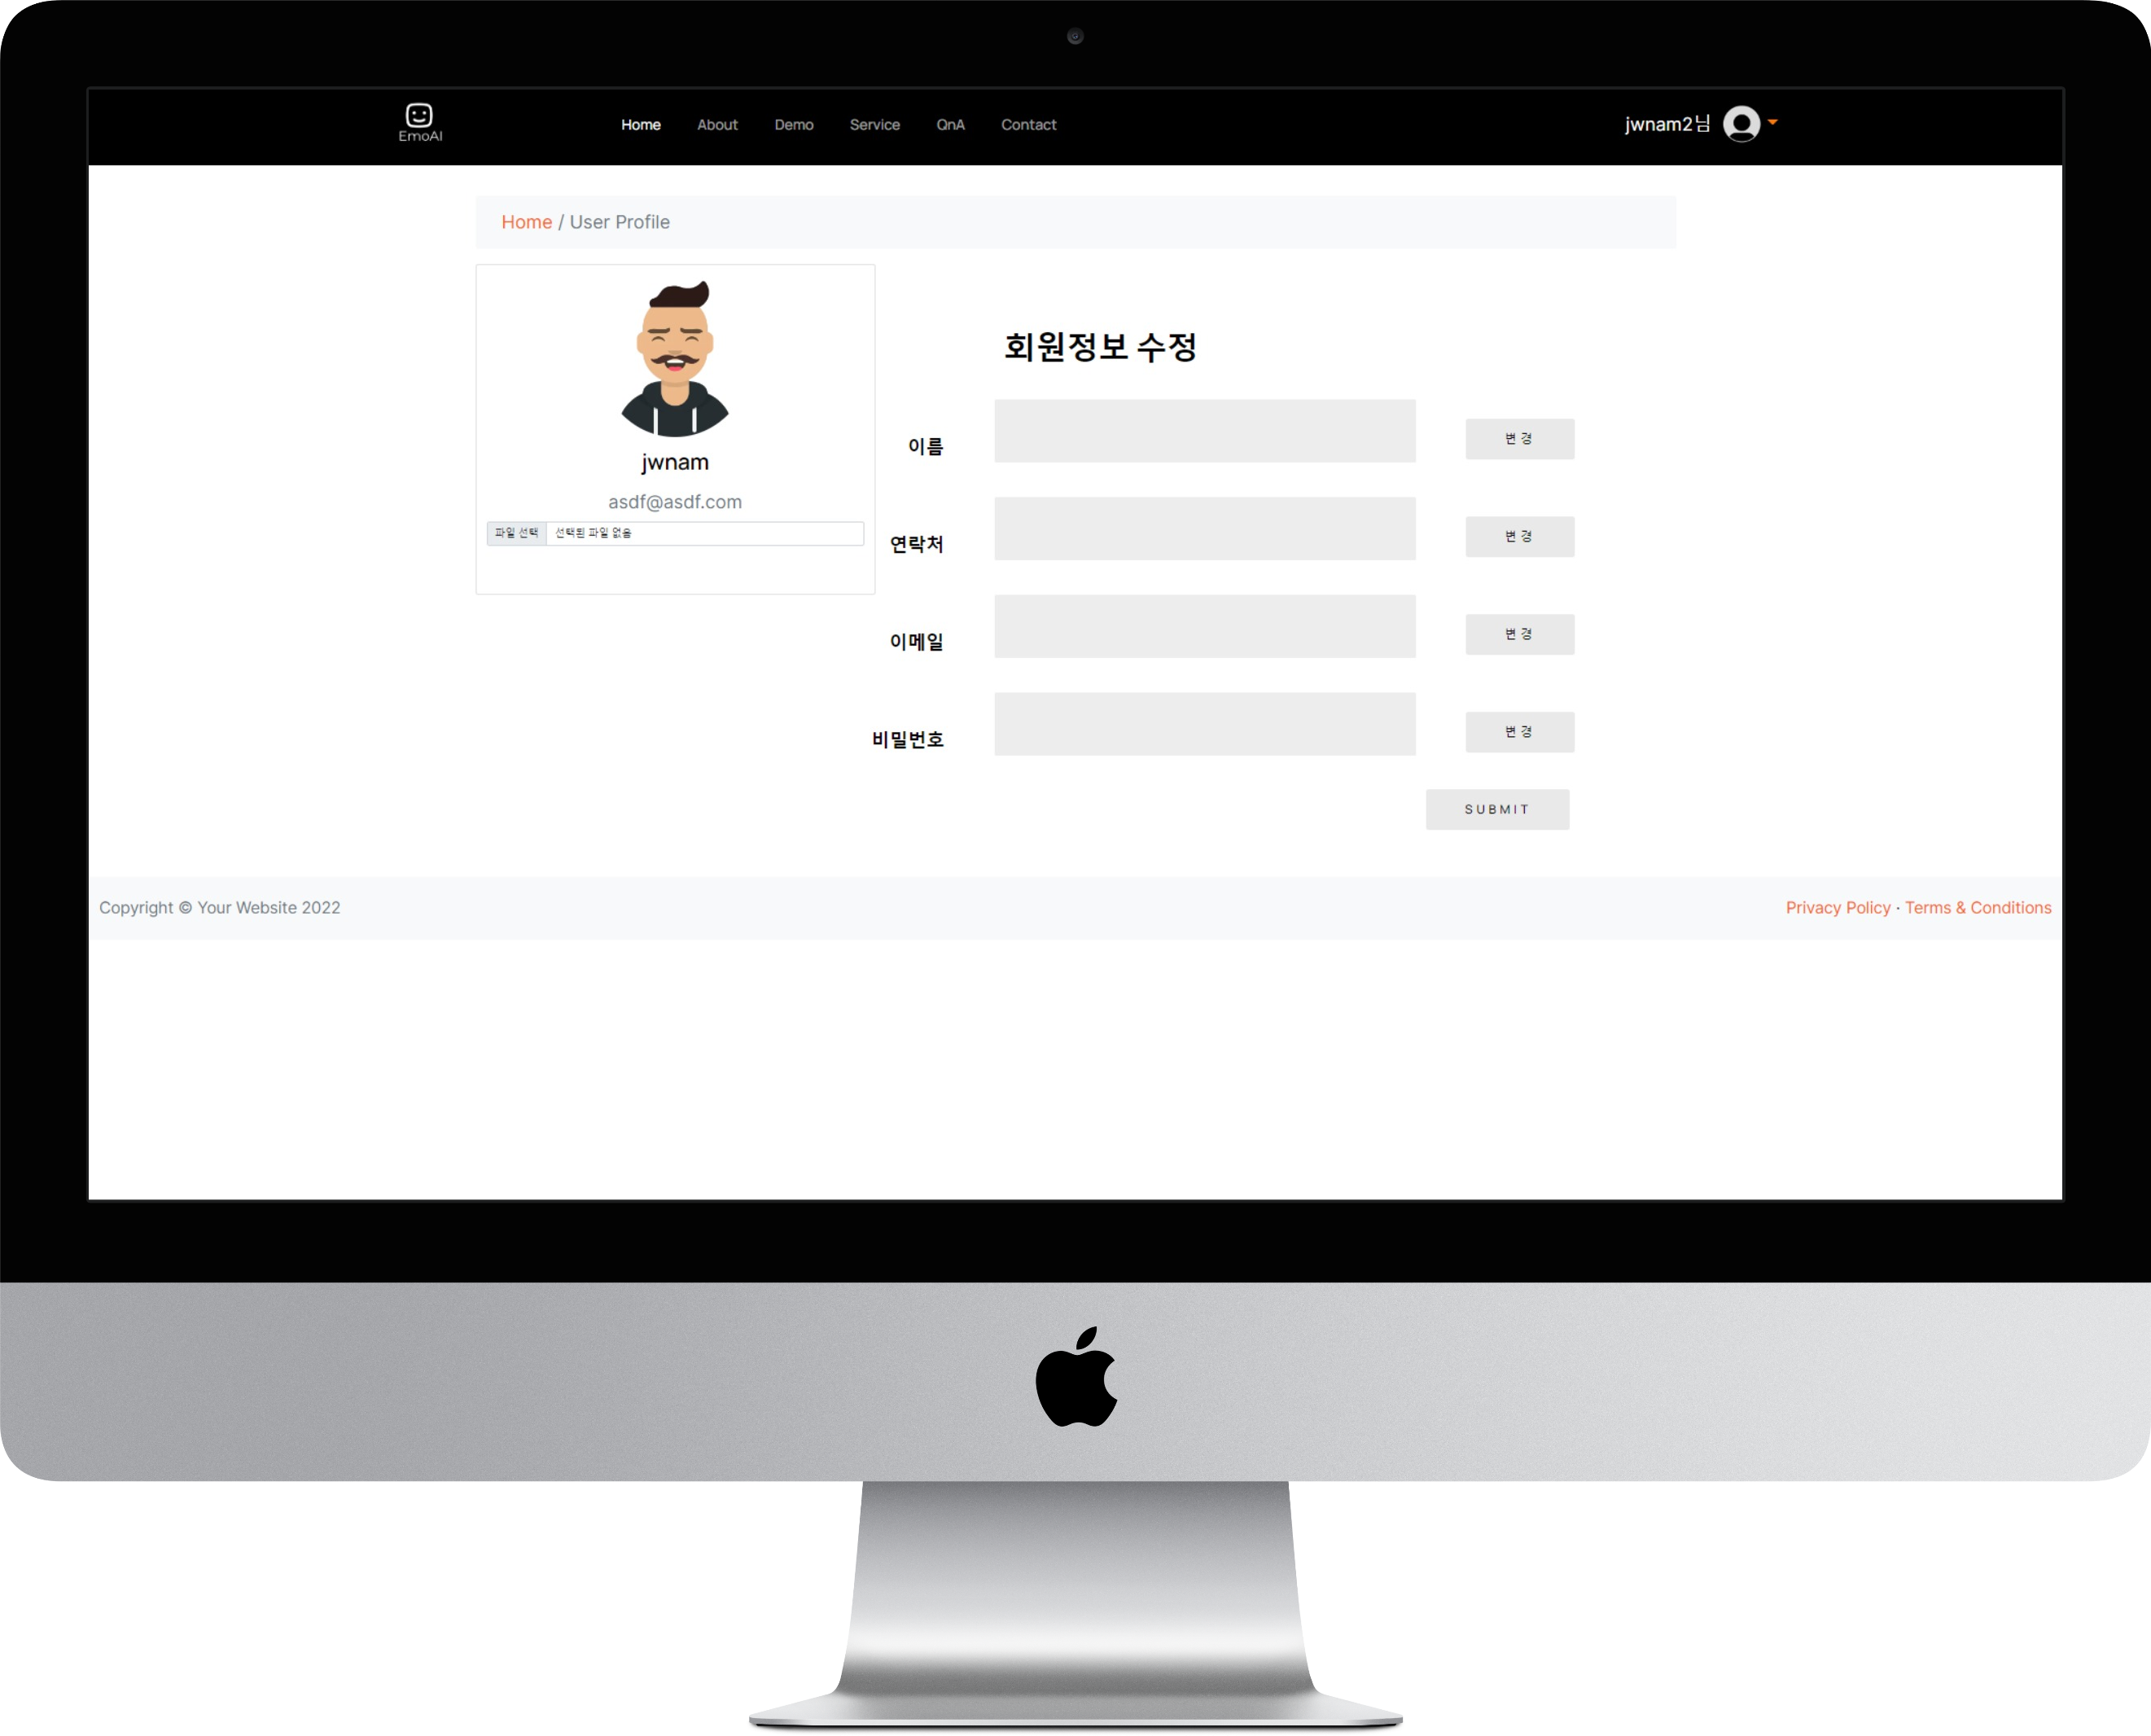 EmoAI
Home About Demo Service QnA Contact
jwnam2님
Home / User Profile
jwnam
asdf@asdf.com
파일 선택 선택된 파일 없음
회원정보 수정
이름
변경
연락처
변경
이메일
변경
비밀번호
변경
SUBMIT
Copyright © Your Website 2022
Privacy Policy · Terms & Conditions